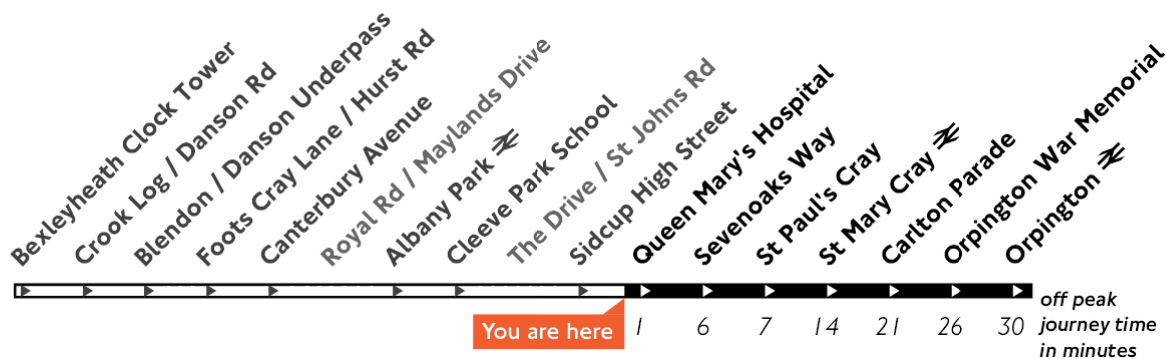 Bexleyheath Clock Tower
Crook Log / Danson Rd
Blendon / Danson Underpass
Foots Cray Lane / Hurst Rd
Canterbury Avenue
Royal Rd / Maylands Drive
Albany Park
Cleeve Park School
The Drive / St Johns Rd
Sidcup High Street
Queen Mary's Hospital
Sevenoaks Way
St Paul's Cray
St Mary Cray
Carlton Parade
Orpington War Memorial
Orpington
You are here
1 6 7 14 21 26 30
off peak
journey time
in minutes